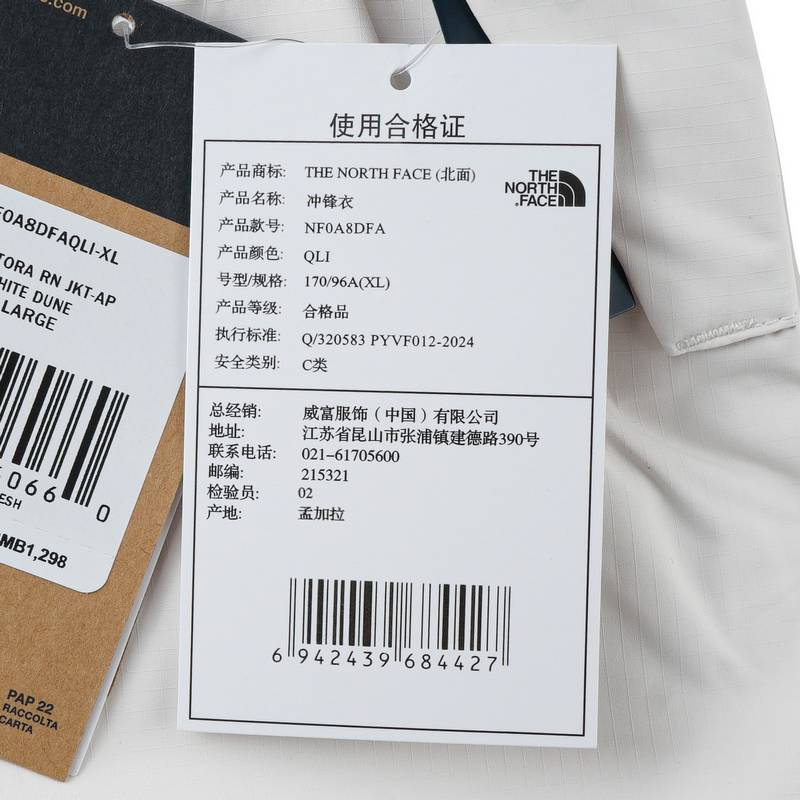 使用合格证
产品商标: THE NORTH FACE (北面)
产品名称: 冲锋衣
产品款号: NF0A8DFA
产品颜色: QLI
号型/规格: 170/96A(XL)
产品等级: 合格品
执行标准: Q/320583 PYVF012-2024
安全类别: C类
THE
NORTH
FACE
总经销: 威富服饰（中国）有限公司
地址: 江苏省昆山市张浦镇建德路390号
联系电话: 021-61705600
邮编: 215321
检验员: 02
产地: 孟加拉
6 942439 684427
.com
F0A8DFAQLI-XL
TORA RN JKT-AP
HITE DUNE
LARGE
6066 0
ESH
MB1,298
PAP 22
RACCOLTA
CARTA